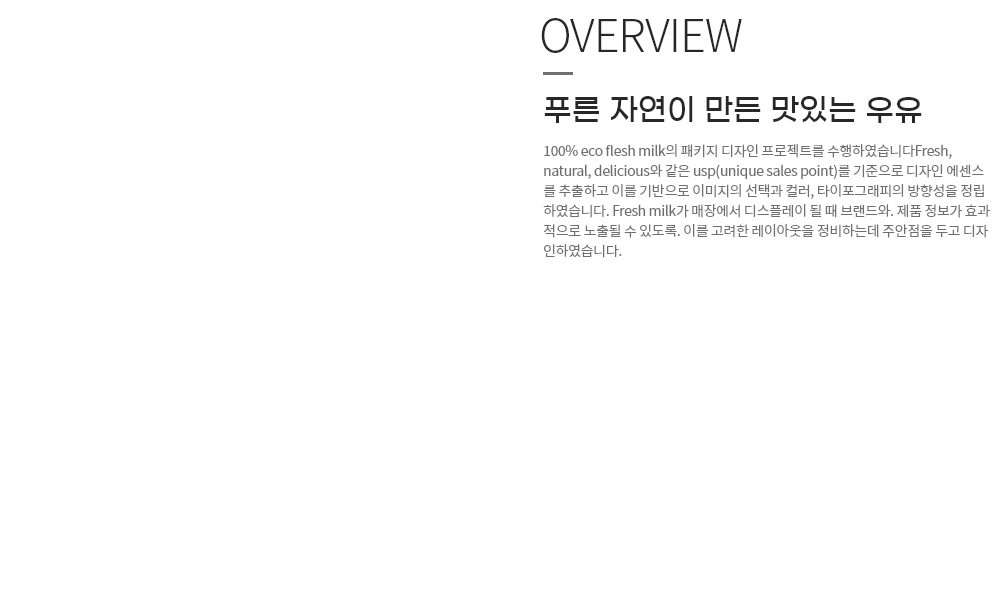 OVERVIEW
푸른 자연이 만든 맛있는 우유
100% eco flesh milk의 패키지 디자인 프로젝트를 수행하였습니다Fresh,
natural, delicious와 같은 usp(unique sales point)를 기준으로 디자인 에센스
를 추출하고 이를 기반으로 이미지의 선택과 컬러, 타이포그래피의 방향성을 정립
하였습니다. Fresh milk가 매장에서 디스플레이 될 때 브랜드와. 제품 정보가 효과
적으로 노출될 수 있도록. 이를 고려한 레이아웃을 정비하는데 주안점을 두고 디자
인하였습니다.